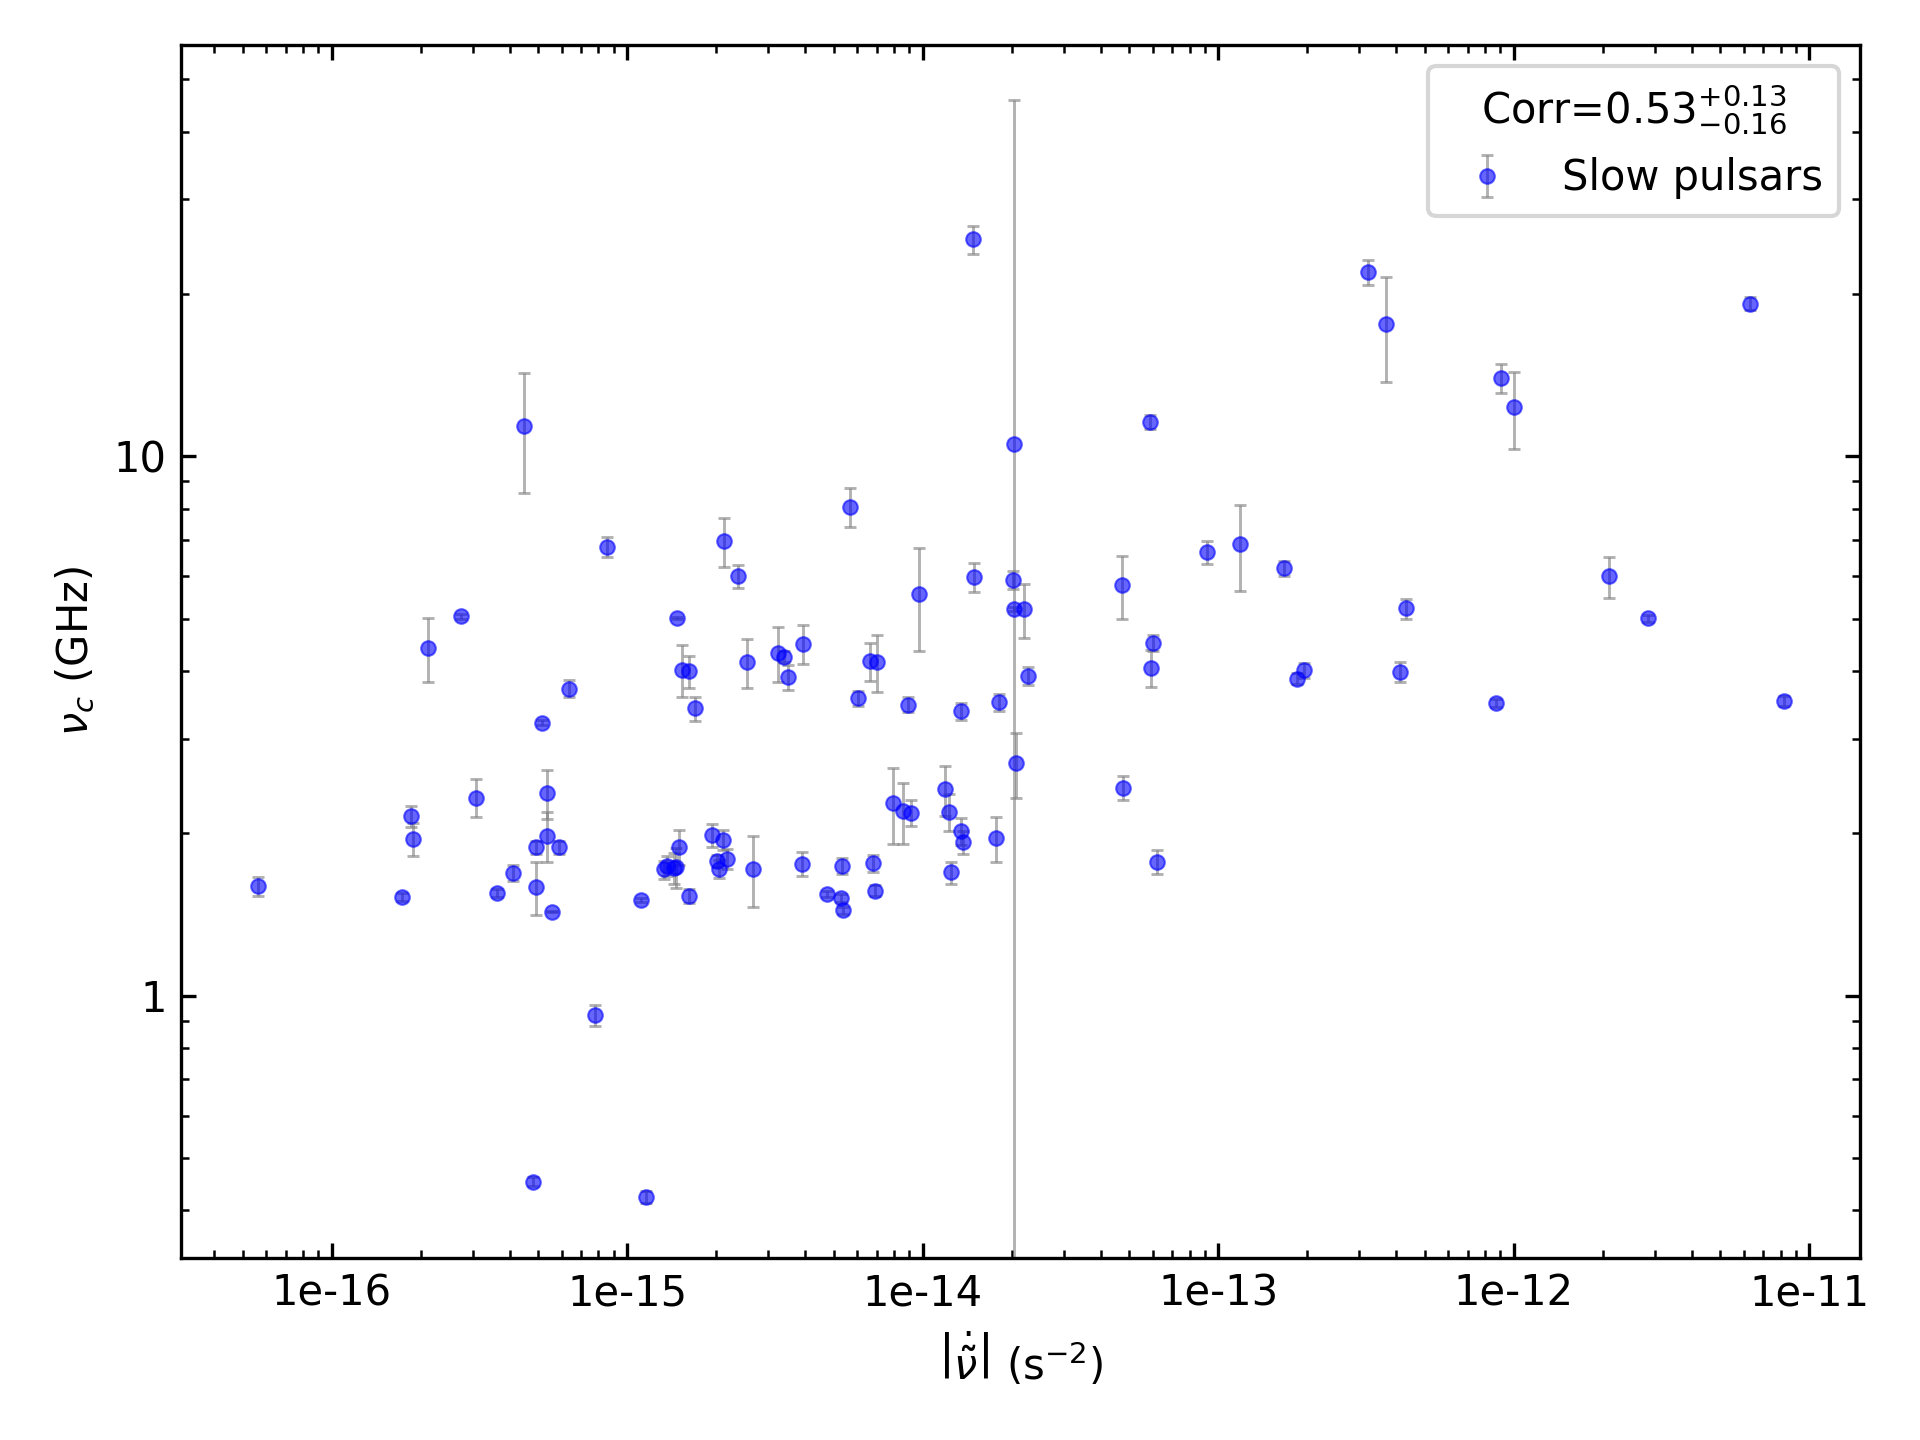 Corr=0.53$^{+0.13}_{-0.16}$
Slow pulsars
10
1
ν_c (GHz)
1e-16 1e-15 1e-14 1e-13 1e-12 1e-11
$|\dot{\tilde{\nu}}|$ (s$^{-2}$)